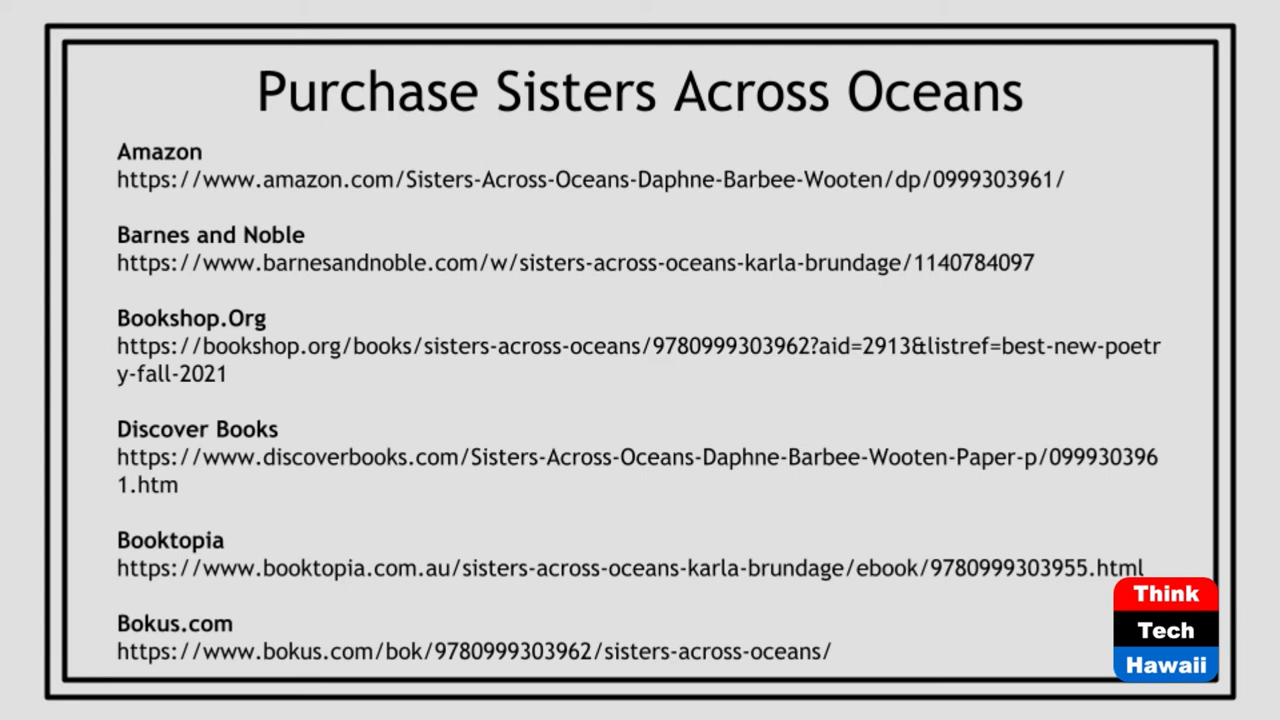 Purchase Sisters Across Oceans
Amazon
https://www.amazon.com/Sisters-Across-Oceans-Daphne-Barbee-Wooten/dp/0999303961/
Barnes and Noble
https://www.barnesandnoble.com/w/sisters-across-oceans-karla-brundage/1140784097
Bookshop.Org
https://bookshop.org/books/sisters-across-oceans/9780999303962?aid=2913&listref=best-new-poetr
y-fall-2021
Discover Books
https://www.discoverbooks.com/Sisters-Across-Oceans-Daphne-Barbee-Wooten-Paper-p/099930396
1.htm
Booktopia
https://www.booktopia.com.au/sisters-across-oceans-karla-brundage/ebook/9780999303955.html
Bokus.com
https://www.bokus.com/bok/9780999303962/sisters-across-oceans/
Think
Tech
Hawaii